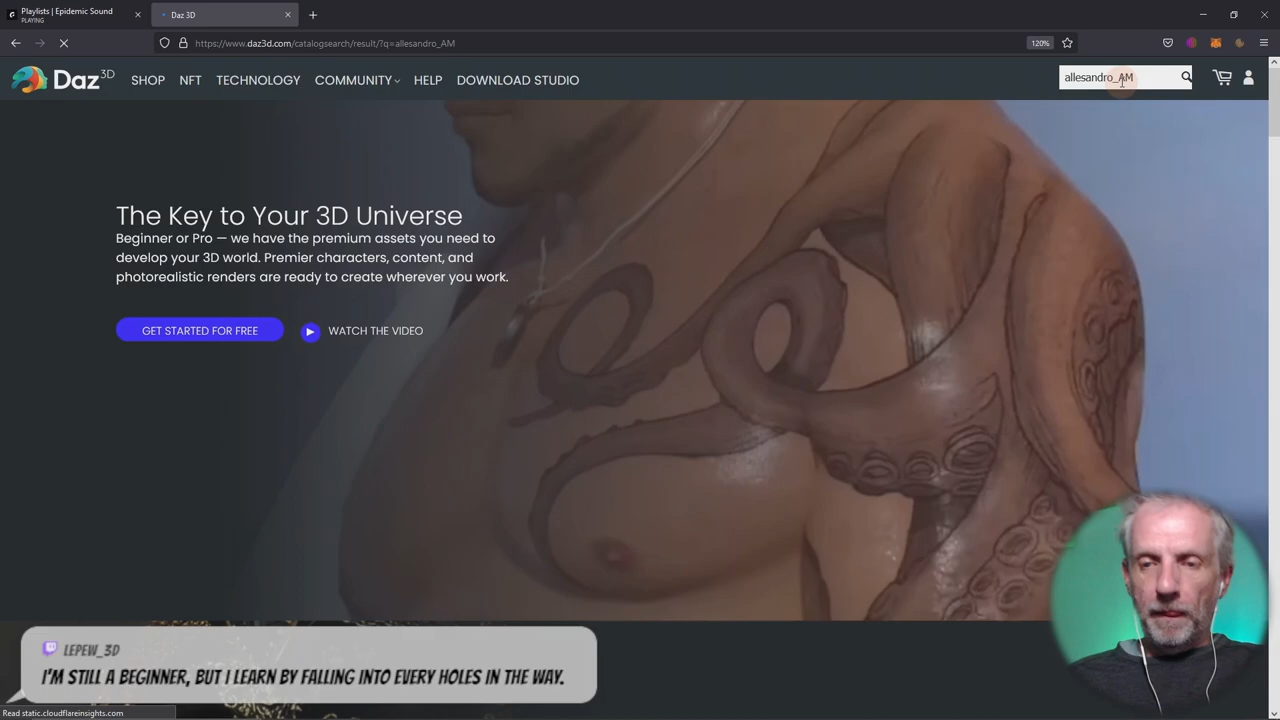 Playlists | Epidemic Sound
PLAYING
Daz 3D
https://www.daz3d.com/catalogsearch/result/?q=allesandro_AM
120%
Daz 3D
SHOP
NFT
TECHNOLOGY
COMMUNITY
HELP
DOWNLOAD STUDIO
allesandro_AM
The Key to Your 3D Universe
Beginner or Pro — we have the premium assets you need to
develop your 3D world. Premier characters, content, and
photorealistic renders are ready to create wherever you work.
GET STARTED FOR FREE
WATCH THE VIDEO
LEPEW_3D
I'M STILL A BEGINNER, BUT I LEARN BY FALLING INTO EVERY HOLES IN THE WAY.
Read static.cloudflareinsights.com